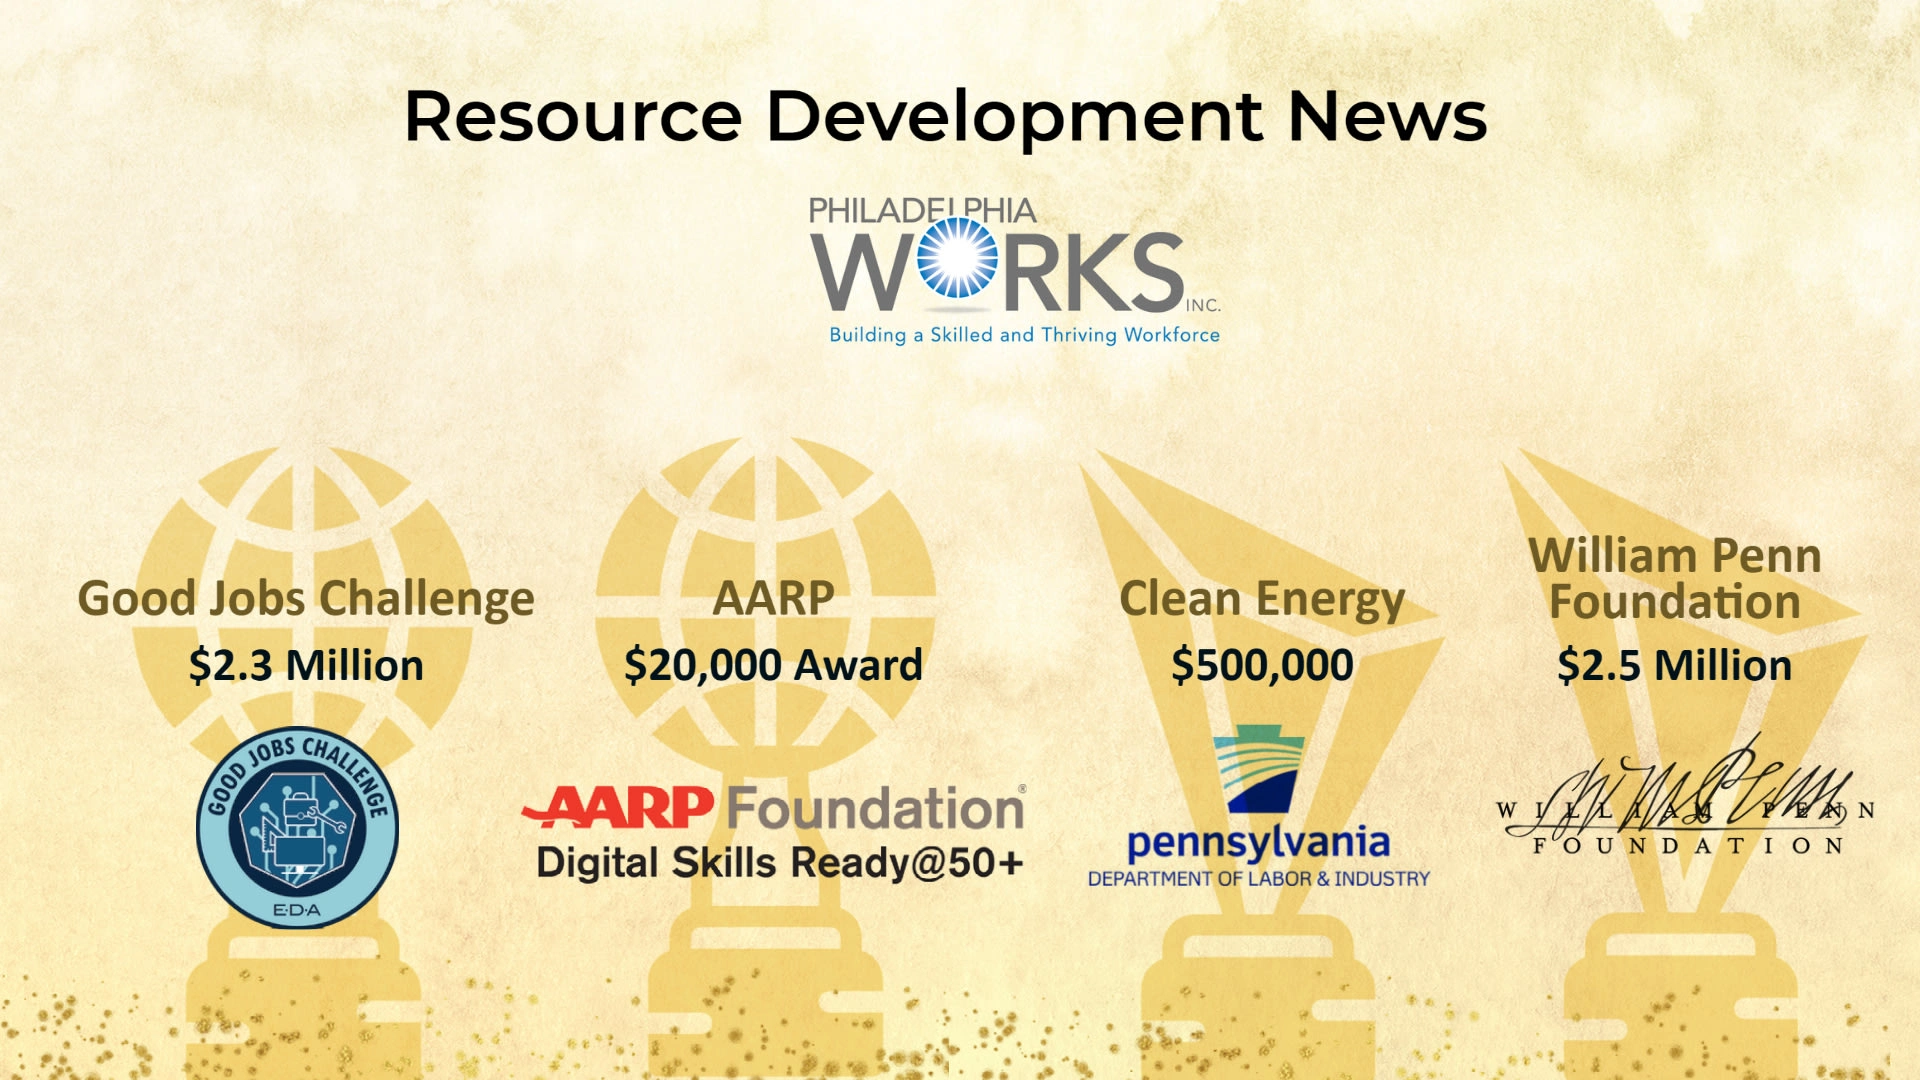 Resource Development News
PHILADELPHIA
WORKS INC.
Building a Skilled and Thriving Workforce
Good Jobs Challenge
$2.3 Million
GOOD JOBS CHALLENGE
E·D·A
AARP
$20,000 Award
AARP Foundation®
Digital Skills Ready@50+
Clean Energy
$500,000
pennsylvania
DEPARTMENT OF LABOR & INDUSTRY
William Penn
Foundation
$2.5 Million
WILLIAM PENN
FOUNDATION